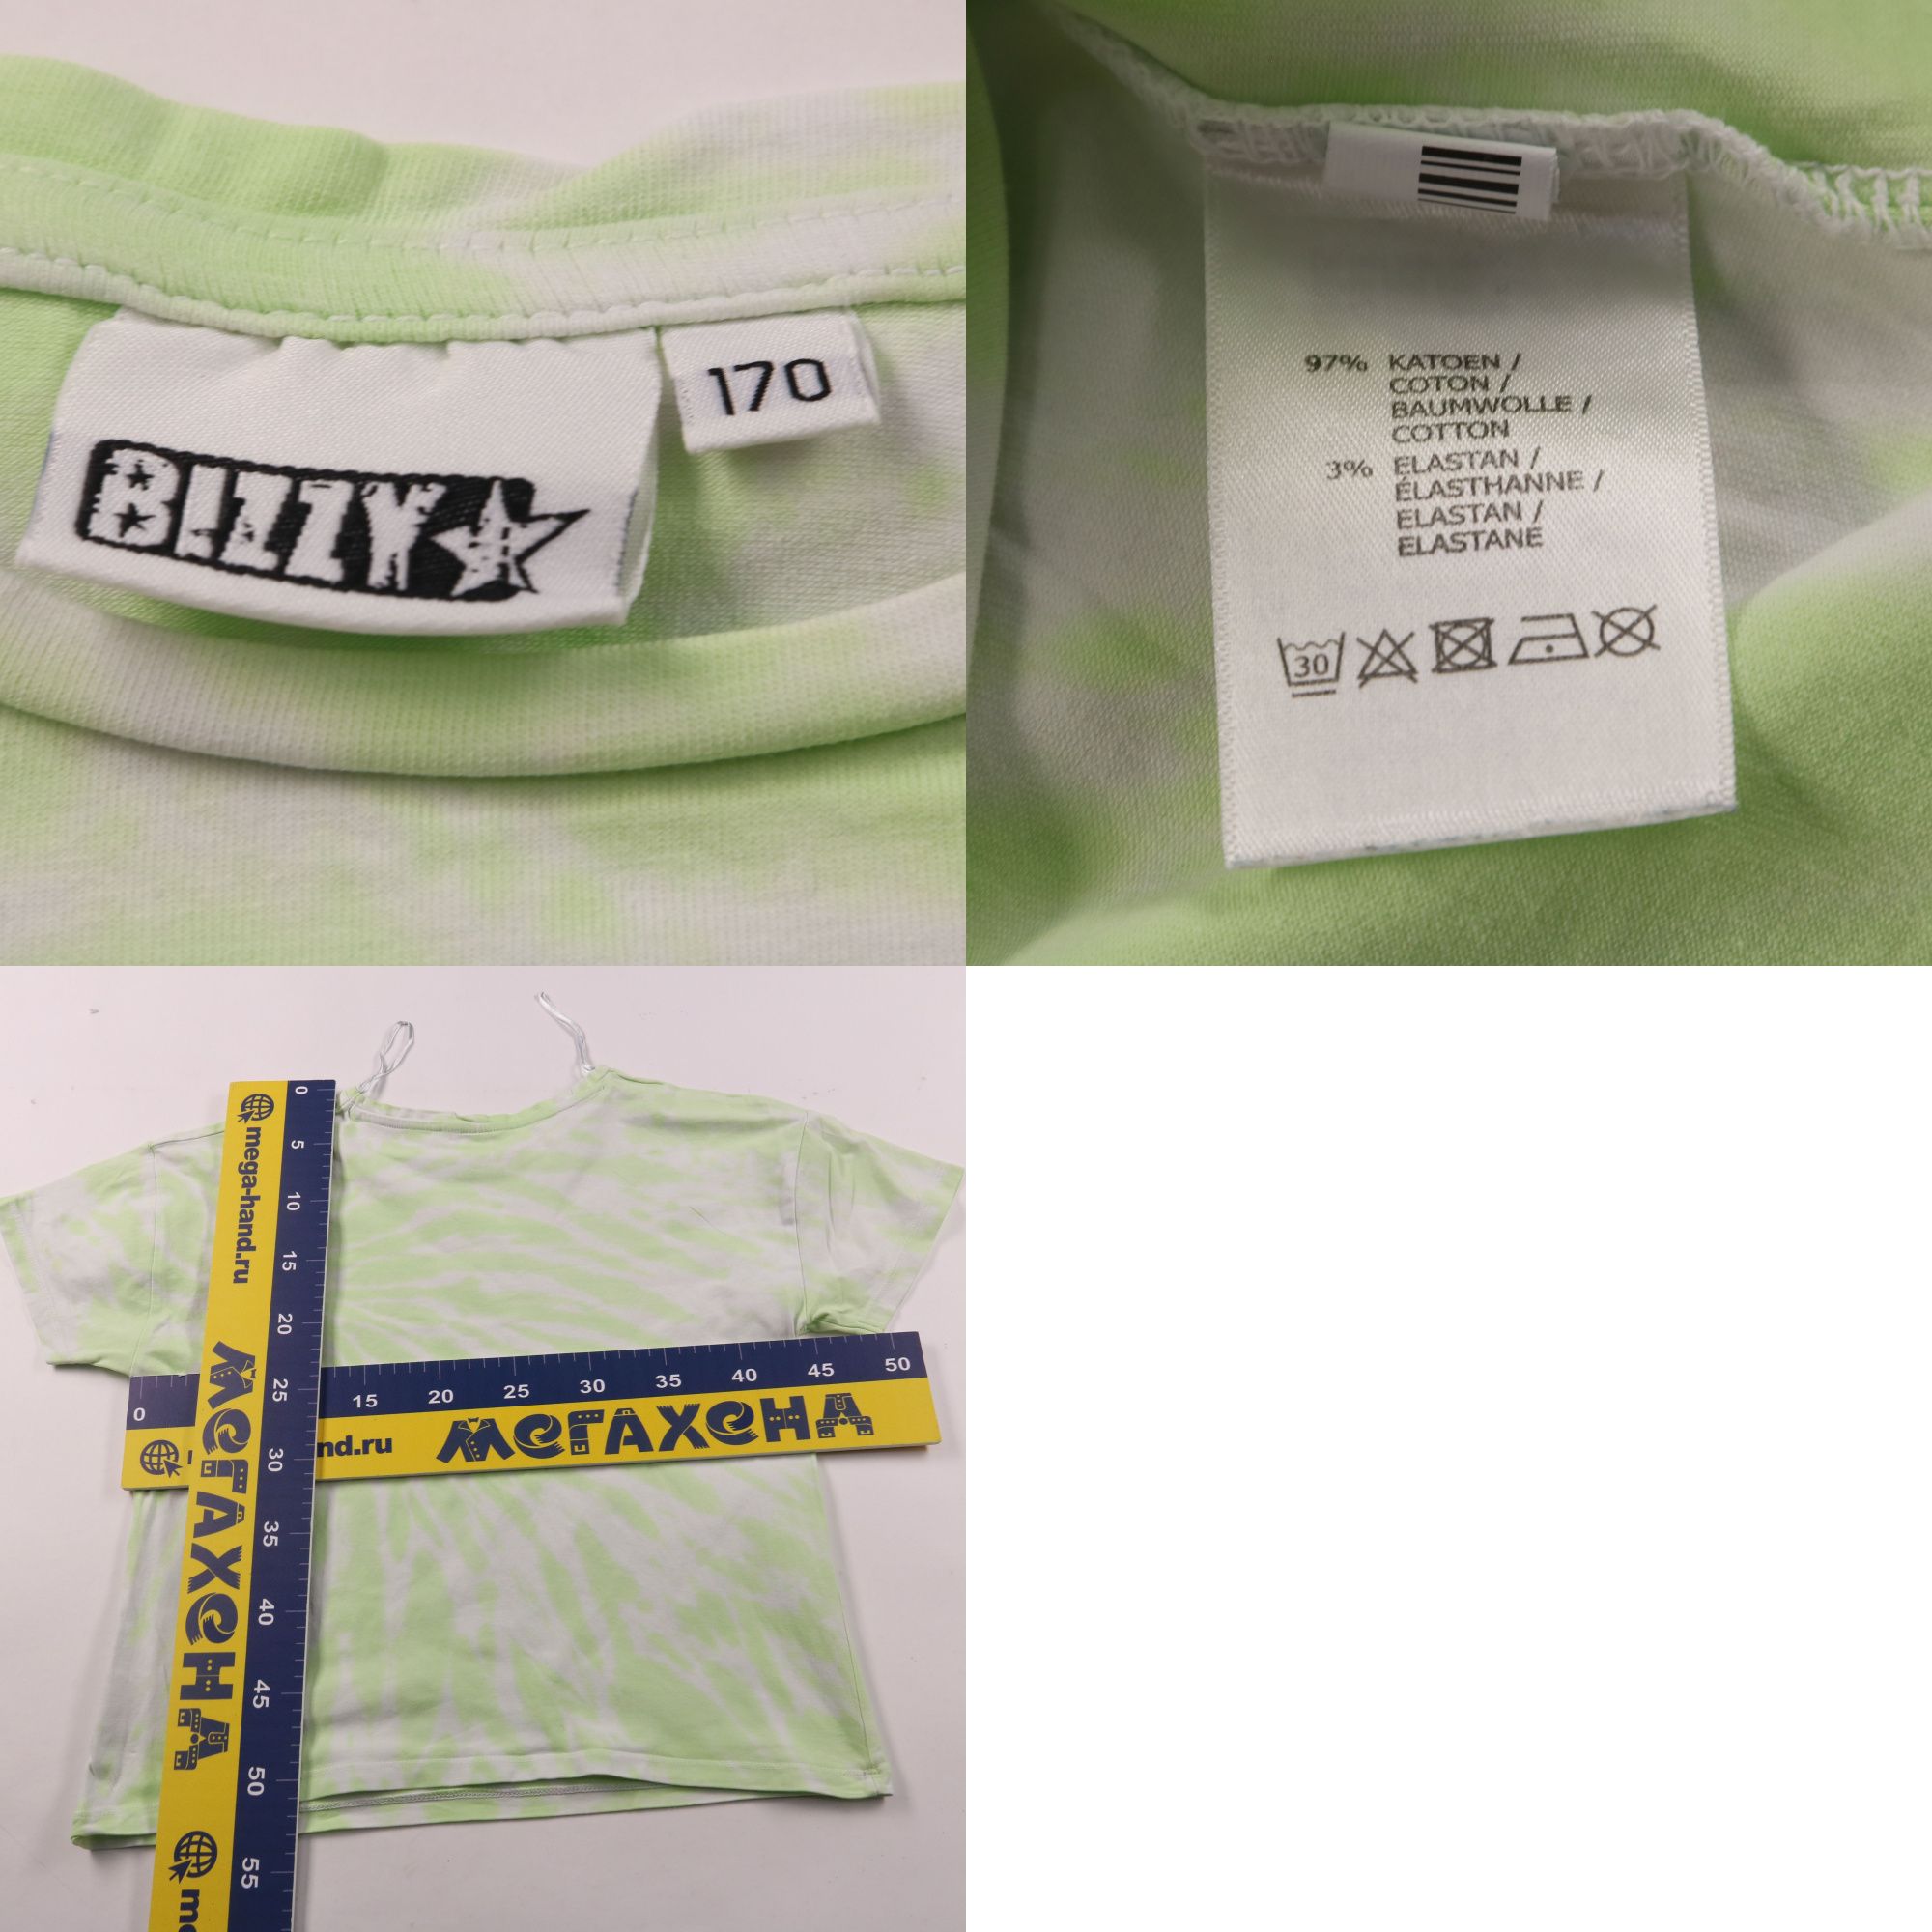 BIZZY
170
97% KATOEN /
COTON /
BAUMWOLLE /
COTTON
3% ELASTAN /
ÉLASTHANNE /
ELASTAN /
ELASTANE
30
0
5
10
15
20
25
30
35
40
45
50
55
mega-hand.ru
МЕГАХЕНД
0
15
20
25
30
35
40
45
50
nd.ru
МЕГАХЕНД